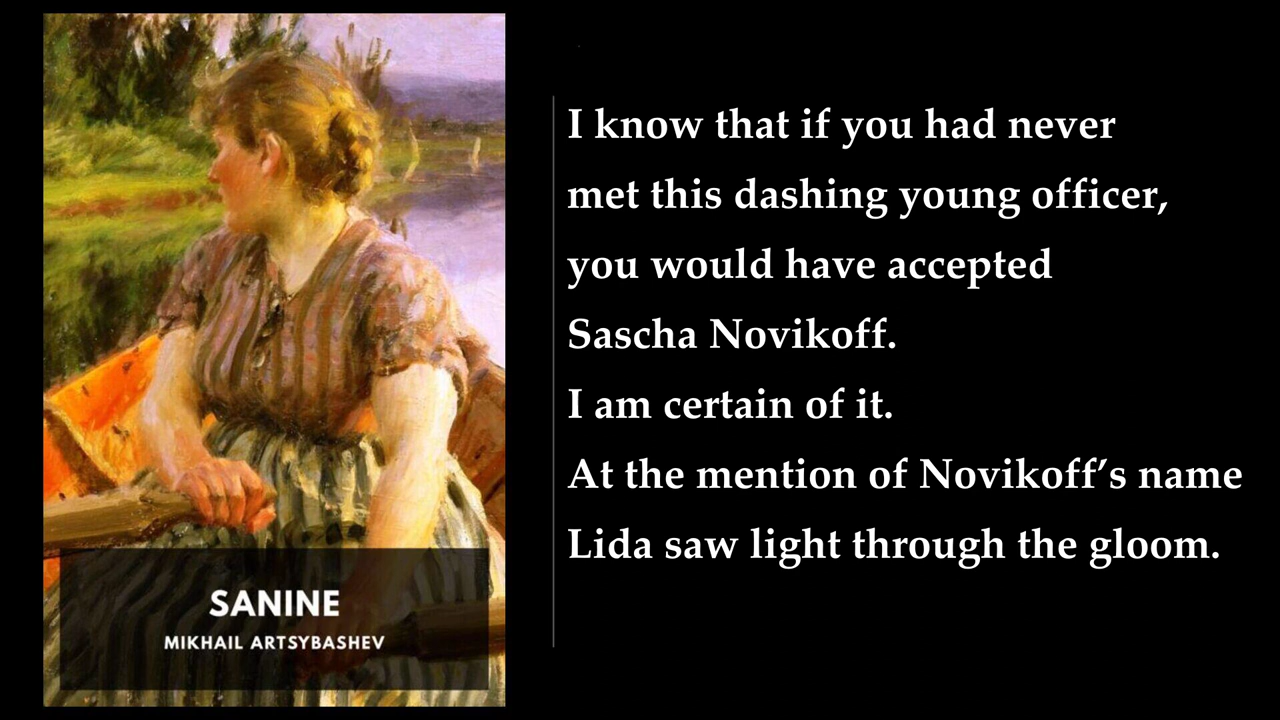 SANINE
MIKHAIL ARTSYBASHEV
I know that if you had never
met this dashing young officer,
you would have accepted
Sascha Novikoff.
I am certain of it.
At the mention of Novikoff’s name
Lida saw light through the gloom.